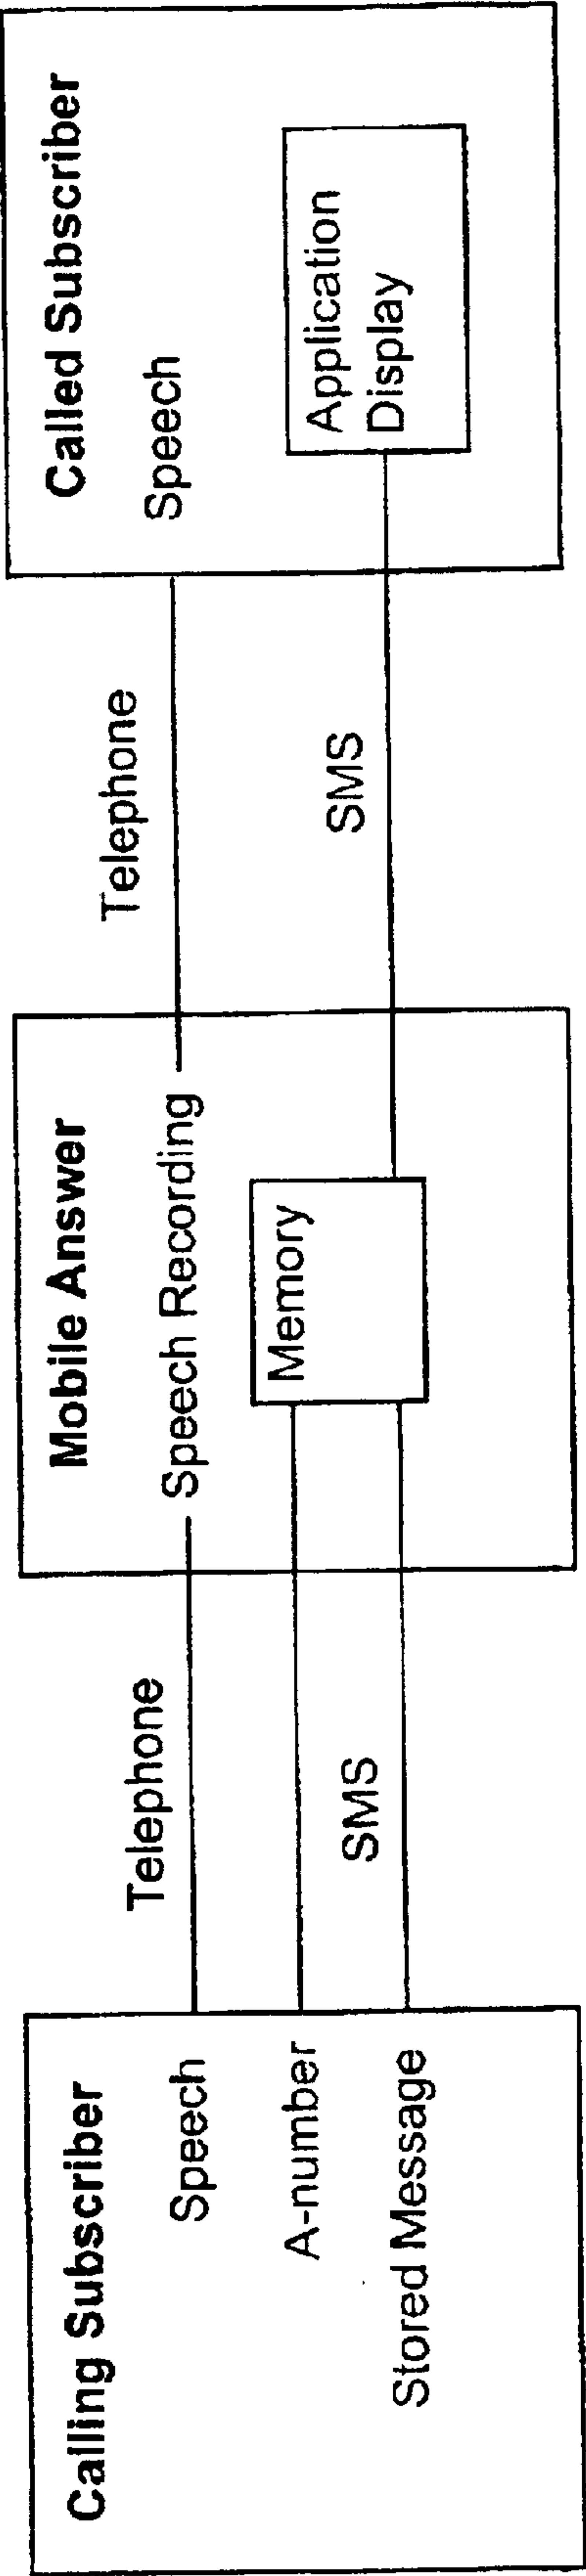 Calling Subscriber
Speech
A-number
Stored Message
Telephone
SMS
Mobile Answer
Speech Recording
Memory
Telephone
SMS
Called Subscriber
Speech
Application
Display